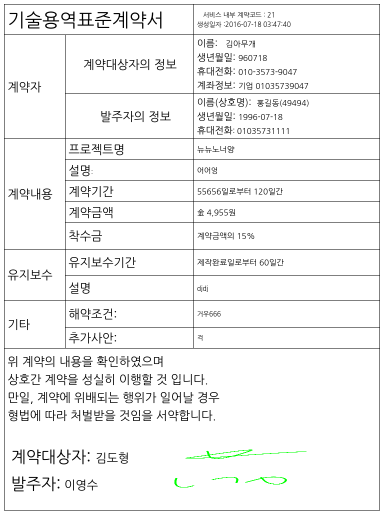 기술용역표준계약서
서비스 내부 계약코드 : 21
생성일자 :2016-07-18 03:47:40
계약자
계약대상자의 정보
이름: 김아무개
생년월일: 960718
휴대전화: 010-3573-9047
계좌정보: 기업 01035739047
발주자의 정보
이름(상호명): 홍길동(49494)
생년월일: 1996-07-18
휴대전화: 01035731111
계약내용
프로젝트명
뉴뉴노너양
설명:
어어엉
계약기간
55656일로부터 120일간
계약금액
金 4,955원
착수금
계약금액의 15%
유지보수
유지보수기간
제작완료일로부터 60일간
설명
didi
기타
해약조건:
거우666
추가사안:
걱
위 계약의 내용을 확인하였으며
상호간 계약을 성실히 이행할 것 입니다.
만일, 계약에 위배되는 행위가 일어날 경우
형법에 따라 처벌받을 것임을 서약합니다.
계약대상자: 김도형
발주자: 이영수